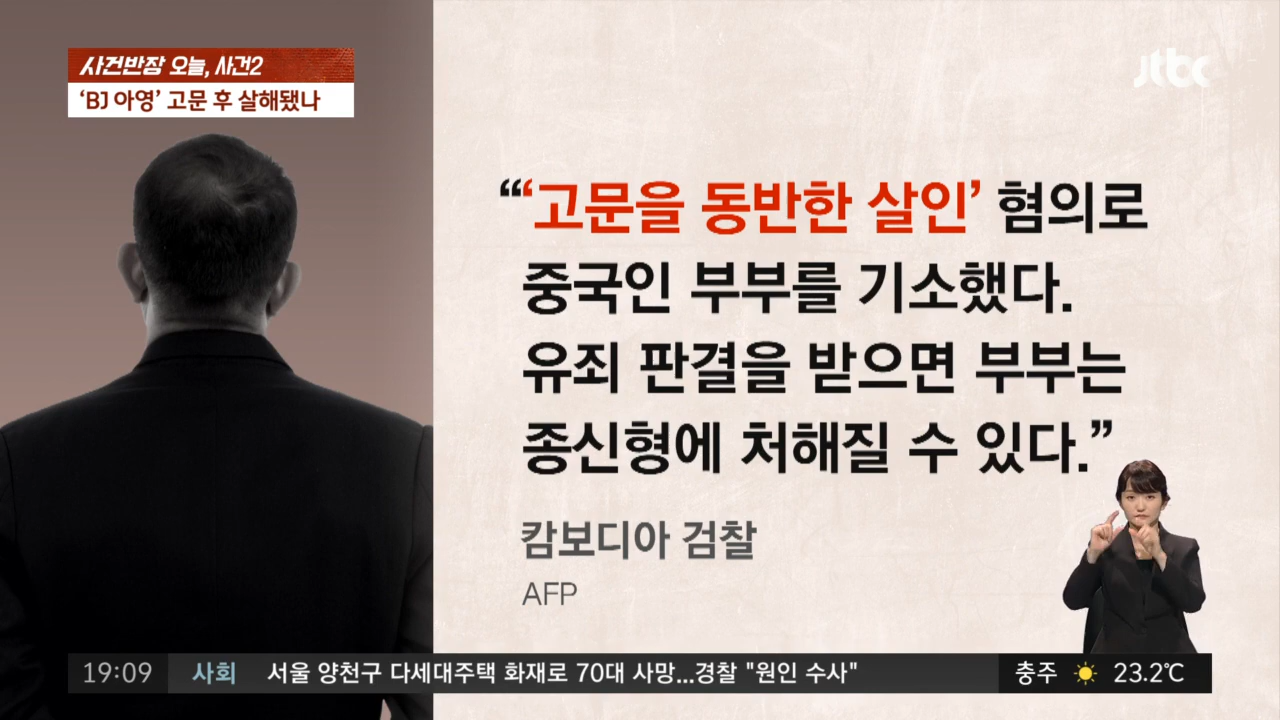 사건반장 오늘, 사건2
‘BJ 아영’ 고문 후 살해됐나
jtbc
“‘고문을 동반한 살인’ 혐의로
중국인 부부를 기소했다.
유죄 판결을 받으면 부부는
종신형에 처해질 수 있다.”
캄보디아 검찰
AFP
19:09 사회 서울 양천구 다세대주택 화재로 70대 사망...경찰 "원인 수사" 충주 23.2℃